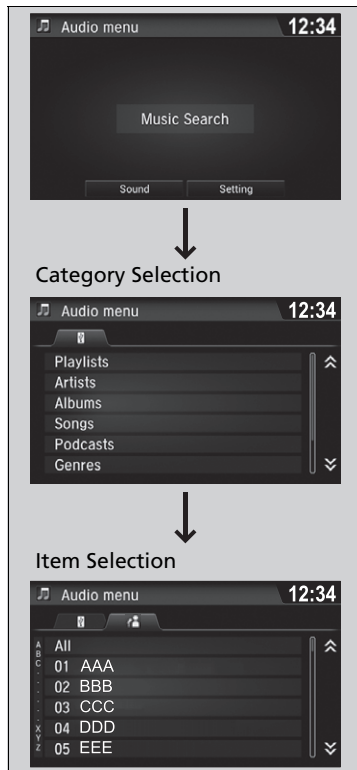 Audio menu 12:34
Music Search
Sound Setting
Category Selection
Audio menu 12:34
Playlists
Artists
Albums
Songs
Podcasts
Genres
Item Selection
Audio menu 12:34
A
B
C
All
01 AAA
02 BBB
03 CCC
04 DDD
05 EEE
X
Y
Z